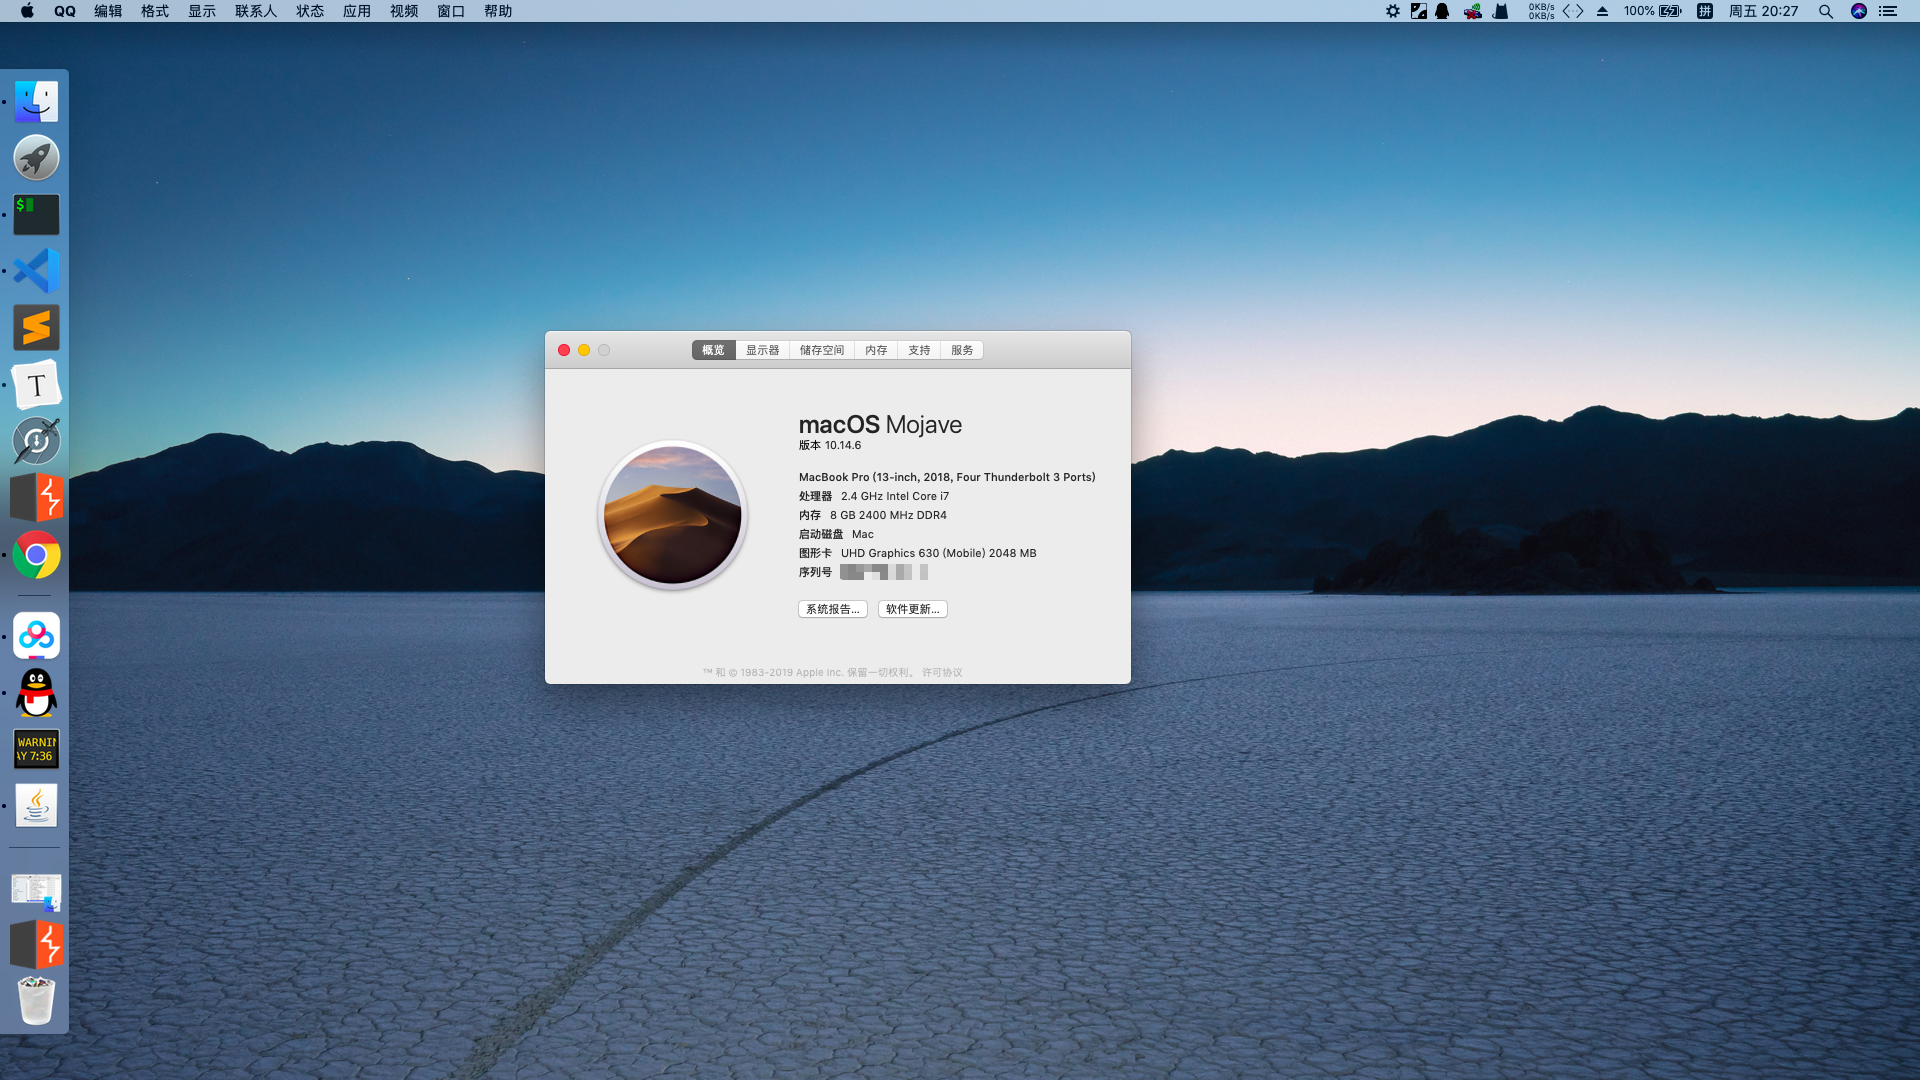 QQ 编辑 格式 显示 联系人 状态 应用 视频 窗口 帮助
0KB/s
0KB/s
100% 拼 周五 20:27
$
T
WARNIN
AY 7:36
概览 显示器 储存空间 内存 支持 服务
macOS Mojave
版本 10.14.6
MacBook Pro (13-inch, 2018, Four Thunderbolt 3 Ports)
处理器 2.4 GHz Intel Core i7
内存 8 GB 2400 MHz DDR4
启动磁盘 Mac
图形卡 UHD Graphics 630 (Mobile) 2048 MB
序列号
系统报告... 软件更新...
™ 和 © 1983-2019 Apple Inc. 保留一切权利。 许可协议